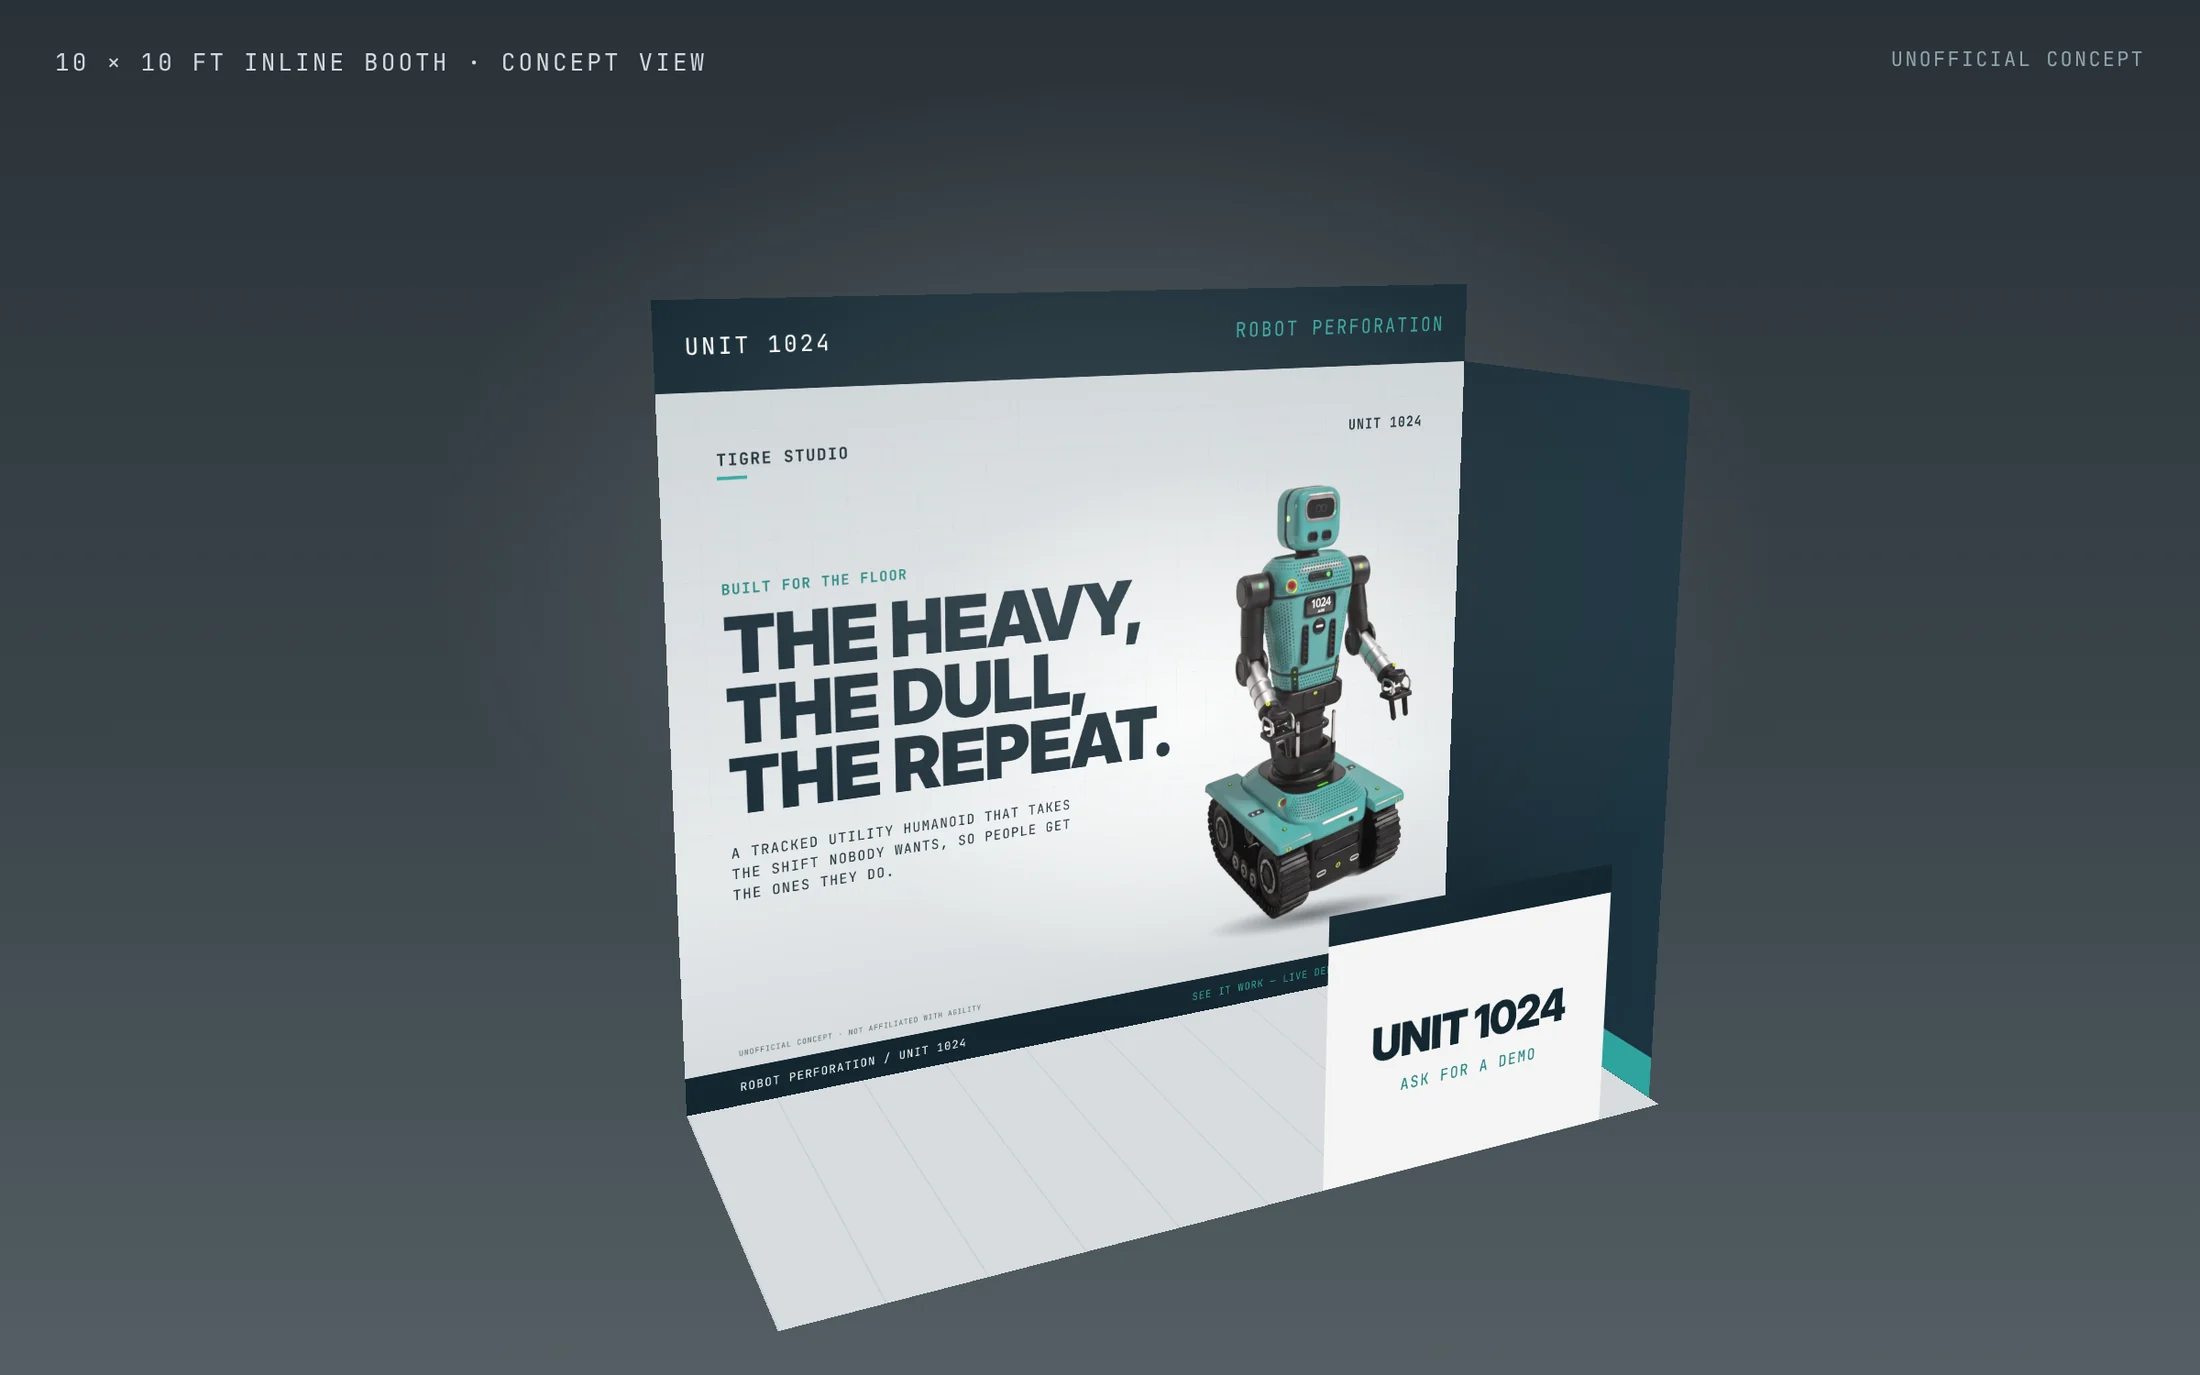 10 × 10 FT INLINE BOOTH · CONCEPT VIEW
UNOFFICIAL CONCEPT
UNIT 1024
ROBOT PERFORATION
UNIT 1024
TIGRE STUDIO
BUILT FOR THE FLOOR
THE HEAVY,
THE DULL,
THE REPEAT.
1024
A TRACKED UTILITY HUMANOID THAT TAKES
THE SHIFT NOBODY WANTS, SO PEOPLE GET
THE ONES THEY DO.
UNOFFICIAL CONCEPT · NOT AFFILIATED WITH AGILITY
ROBOT PERFORATION / UNIT 1024
SEE IT WORK — LIVE DE
UNIT 1024
ASK FOR A DEMO